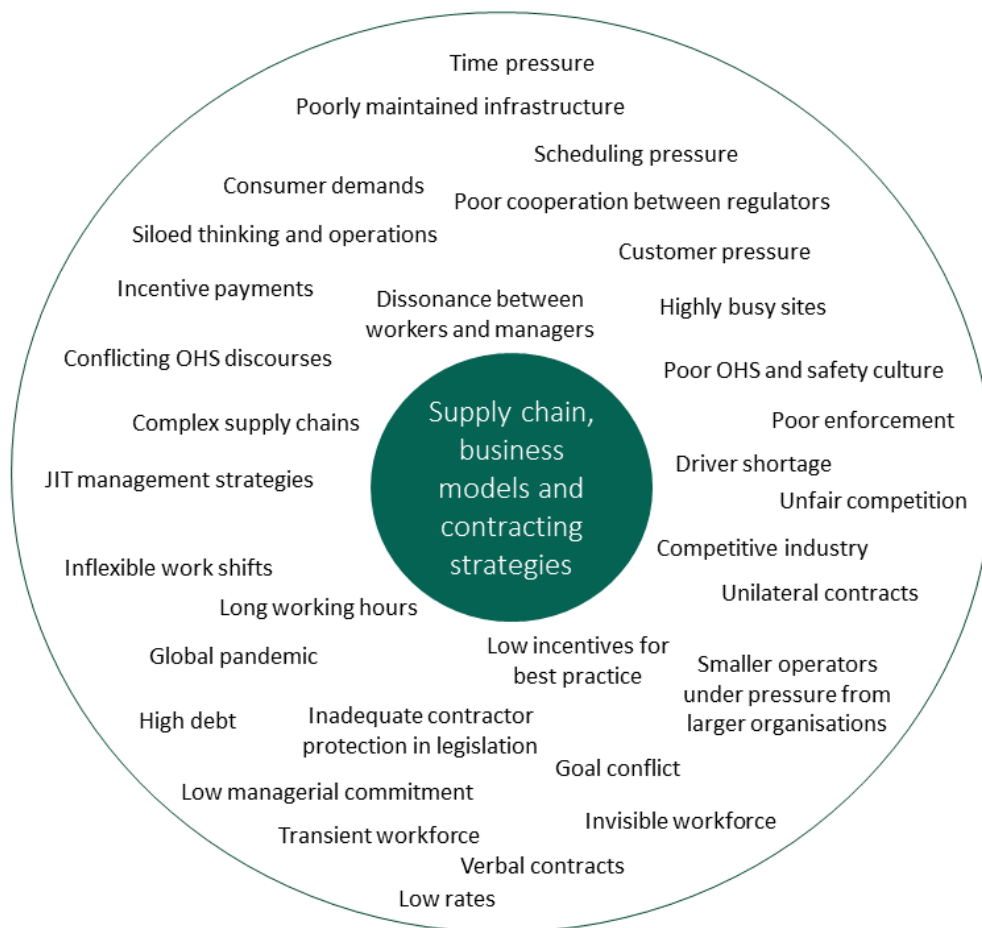 Time pressure
Poorly maintained infrastructure
Scheduling pressure
Consumer demands
Poor cooperation between regulators
Siloed thinking and operations
Customer pressure
Incentive payments
Dissonance between
workers and managers
Highly busy sites
Conflicting OHS discourses
Poor OHS and safety culture
Complex supply chains
Supply chain,
business
models and
contracting
strategies
Poor enforcement
Driver shortage
JIT management strategies
Unfair competition
Competitive industry
Inflexible work shifts
Unilateral contracts
Long working hours
Low incentives for
best practice
Global pandemic
Smaller operators
under pressure from
larger organisations
High debt
Inadequate contractor
protection in legislation
Goal conflict
Low managerial commitment
Invisible workforce
Transient workforce
Verbal contracts
Low rates